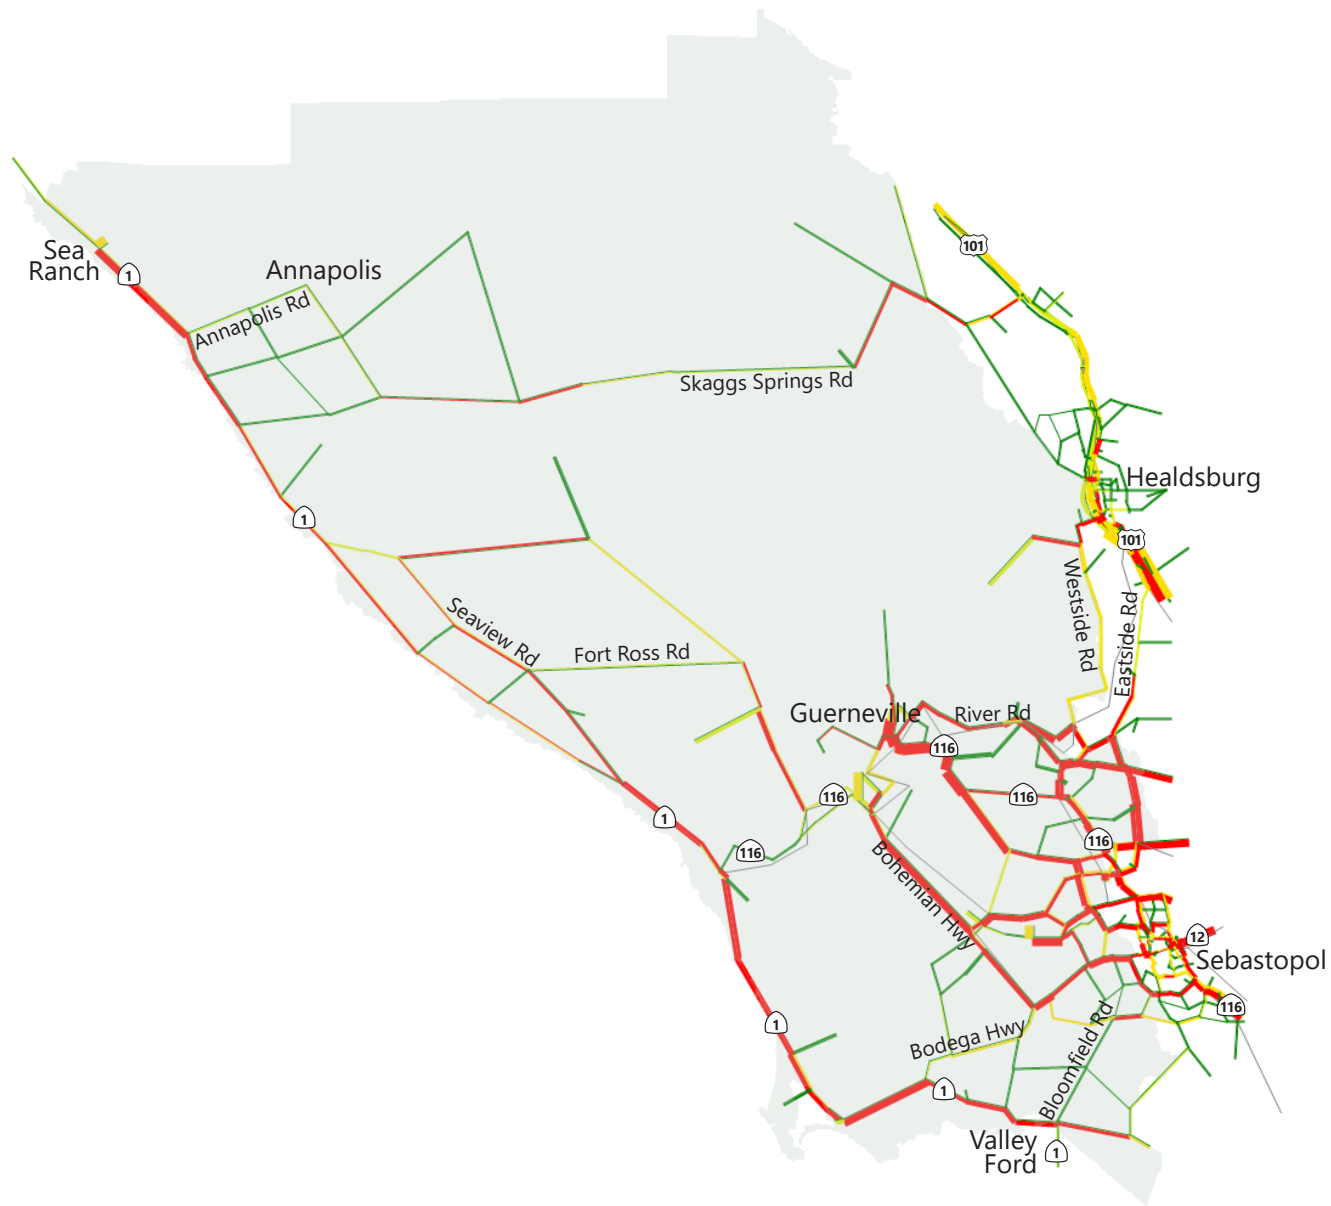 101
Sea
Ranch
1
Annapolis
Annapolis Rd
Skaggs Springs Rd
Healdsburg
1
101
Westside Rd
Eastside Rd
Seaview Rd
Fort Ross Rd
Guerneville
River Rd
116
116
116
1
116
116
Bohemian Hwy
12
Sebastopol
116
1
Bodega Hwy
Bloomfield Rd
1
Valley
Ford
1